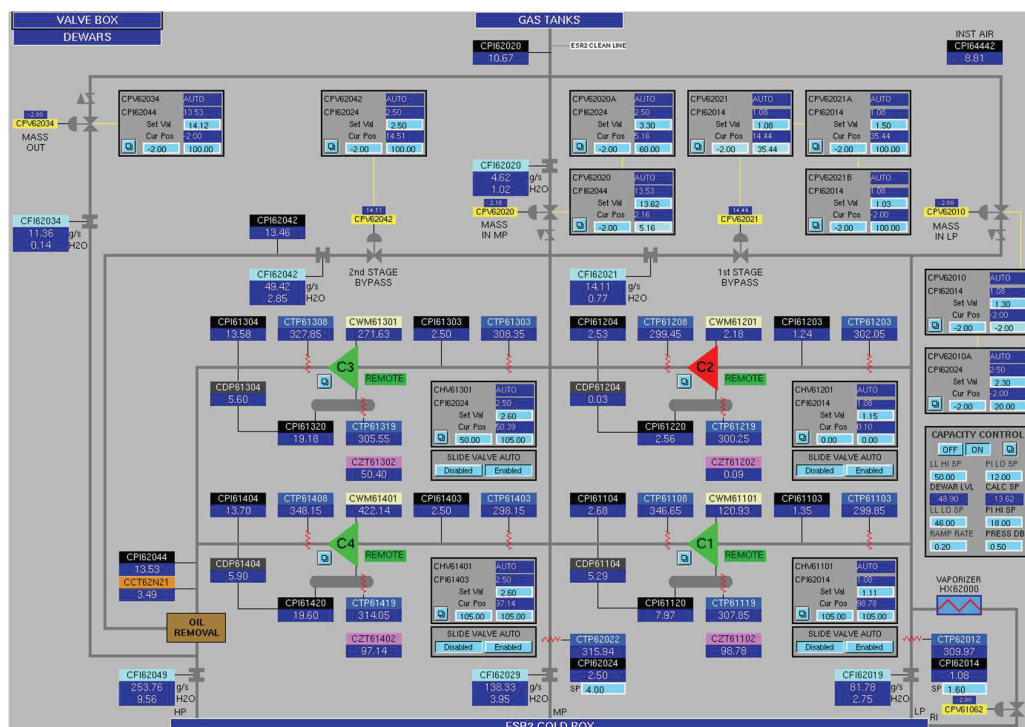 VALVE BOX
DEWARS
GAS TANKS
CPI62020
10.67
ESR2 CLEAN LINE
INST AIR
CPI64442
8.81
-2.00
CPV62034
MASS
OUT
CPV62034
AUTO
CPI62044
13.53
Set Val
14.12
Cur Pos
-2.00
-2.00
100.00
CPV62042
AUTO
CPI62024
2.50
Set Val
2.50
Cur Pos
14.51
-2.00
100.00
CPV62020A
AUTO
CPI62024
2.50
Set Val
3.30
Cur Pos
5.16
-2.00
60.00
CPV62021
AUTO
CPI62014
1.08
Set Val
1.08
Cur Pos
14.44
-2.00
35.44
CPV62021A
AUTO
CPI62014
1.08
Set Val
1.50
Cur Pos
35.44
-2.00
100.00
CFI62020
4.62
g/s
1.02
H2O
CPV62020
AUTO
CPI62044
13.53
Set Val
13.62
Cur Pos
2.16
-2.00
5.16
CPV62021B
AUTO
CPI62014
1.08
Set Val
1.03
Cur Pos
-2.00
-2.00
100.00
2.16
CPV62020
MASS
IN MP
14.51
CPV62042
2nd STAGE
BYPASS
14.44
CPV62021
1st STAGE
BYPASS
-2.00
CPV62010
MASS
IN LP
CFI62034
11.36
g/s
0.14
H2O
CPI62042
13.46
CFI62042
49.42
g/s
2.85
H2O
CFI62021
14.11
g/s
0.77
H2O
CPV62010
AUTO
CPI62014
1.08
Set Val
1.30
Cur Pos
-2.00
-2.00
-2.00
CPV62010A
AUTO
CPI62024
2.50
Set Val
2.30
Cur Pos
-2.00
-2.00
20.00
CPI61304
13.58
CTP61308
327.85
CWM61301
271.63
CPI61303
2.50
CTP61303
308.35
C3
REMOTE
CDP61304
5.60
CPI61320
19.18
CTP61319
305.55
CZT61302
50.40
CHV61301
AUTO
CPI62024
2.50
Set Val
2.60
Cur Pos
50.39
50.00
105.00
SLIDE VALVE AUTO
Disabled
Enabled
CPI61204
2.53
CTP61208
299.45
CWM61201
2.18
CPI61203
1.24
CTP61203
302.05
C2
REMOTE
CDP61204
0.03
CPI61220
2.56
CTP61219
300.25
CZT61202
0.09
CHV61201
AUTO
CPI62014
1.08
Set Val
1.15
Cur Pos
0.10
0.00
0.00
SLIDE VALVE AUTO
Disabled
Enabled
CAPACITY CONTROL
OFF
ON
LL HI SP
PI LO SP
50.00
12.00
DEWAR LVL
CALC SP
48.90
13.62
LL LO SP
PI HI SP
46.00
18.00
RAMP RATE
PRESS DB
0.20
0.50
CPI61404
13.70
CTP61408
348.15
CWM61401
422.14
CPI61403
2.50
CTP61403
298.15
C4
REMOTE
CDP61404
5.90
CPI61420
19.60
CTP61419
314.05
CZT61402
97.14
CHV61401
AUTO
CPI61403
2.50
Set Val
2.60
Cur Pos
97.14
105.00
105.00
SLIDE VALVE AUTO
Disabled
Enabled
CPI61104
2.68
CTP61108
346.65
CWM61101
120.93
CPI61103
1.35
CTP61103
299.85
C1
REMOTE
CDP61104
5.29
CPI61120
7.97
CTP61119
307.85
CZT61102
98.78
CHV61101
AUTO
CPI62014
1.08
Set Val
1.11
Cur Pos
98.78
105.00
105.00
SLIDE VALVE AUTO
Disabled
Enabled
CPI62044
13.53
CCT62N21
3.49
OIL
REMOVAL
VAPORIZER
HX62000
CTP62022
315.94
CPI62024
2.50
SP
4.00
CTP62012
309.97
CPI62014
1.08
SP
1.60
-2.00
CPV61062
CFI62049
253.76
g/s
9.56
H2O
HP
CFI62029
138.33
g/s
3.95
H2O
MP
CFI62019
81.78
g/s
2.75
H2O
LP
RI
ESR2 COLD BOX